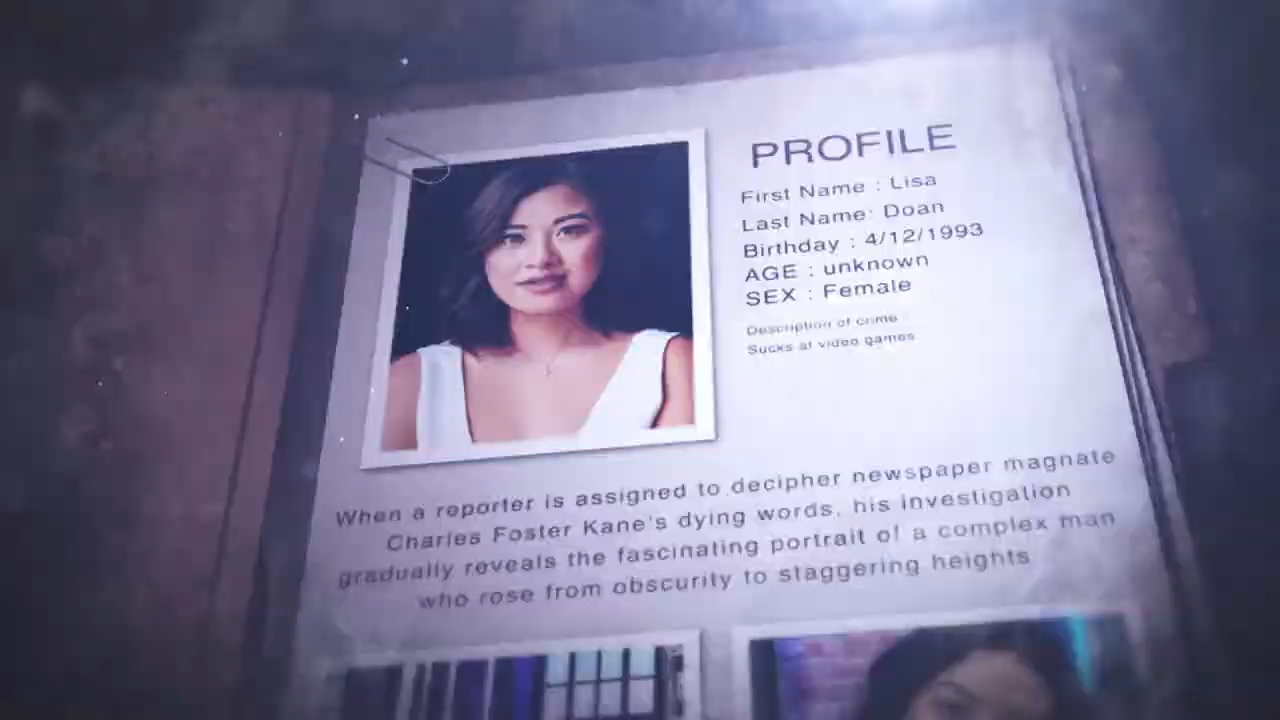 PROFILE
First Name : Lisa
Last Name: Doan
Birthday : 4/12/1993
AGE : unknown
SEX : Female
Description of crime :
Sucks at video games
When a reporter is assigned to decipher newspaper magnate
Charles Foster Kane's dying words, his investigation
gradually reveals the fascinating portrait of a complex man
who rose from obscurity to staggering heights